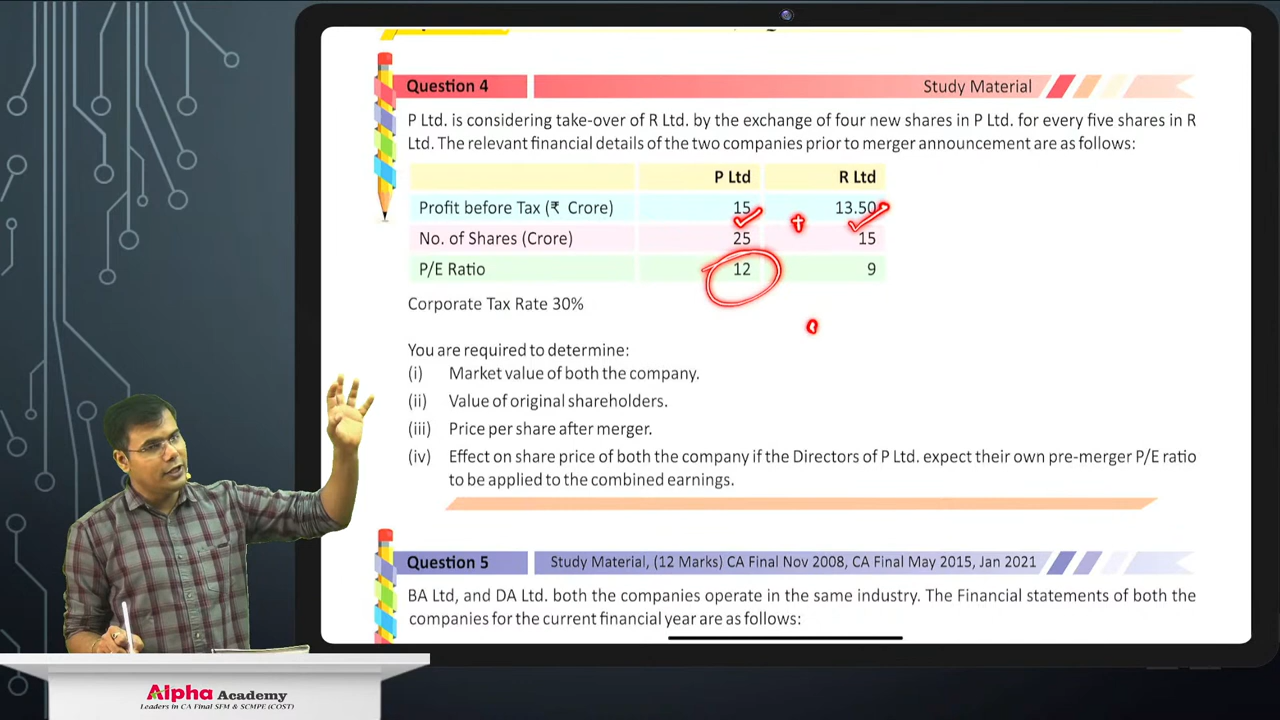 Question 4
Study Material
P Ltd. is considering take-over of R Ltd. by the exchange of four new shares in P Ltd. for every five shares in R
Ltd. The relevant financial details of the two companies prior to merger announcement are as follows:
P Ltd R Ltd
Profit before Tax (₹ Crore) 15 13.50
No. of Shares (Crore) 25 15
P/E Ratio 12 9
Corporate Tax Rate 30%
You are required to determine:
(i) Market value of both the company.
(ii) Value of original shareholders.
(iii) Price per share after merger.
(iv) Effect on share price of both the company if the Directors of P Ltd. expect their own pre-merger P/E ratio
to be applied to the combined earnings.
Question 5
Study Material, (12 Marks) CA Final Nov 2008, CA Final May 2015, Jan 2021
BA Ltd, and DA Ltd. both the companies operate in the same industry. The Financial statements of both the
companies for the current financial year are as follows:
Alpha Academy
Leaders in CA Final SFM & SCMPE (COST)